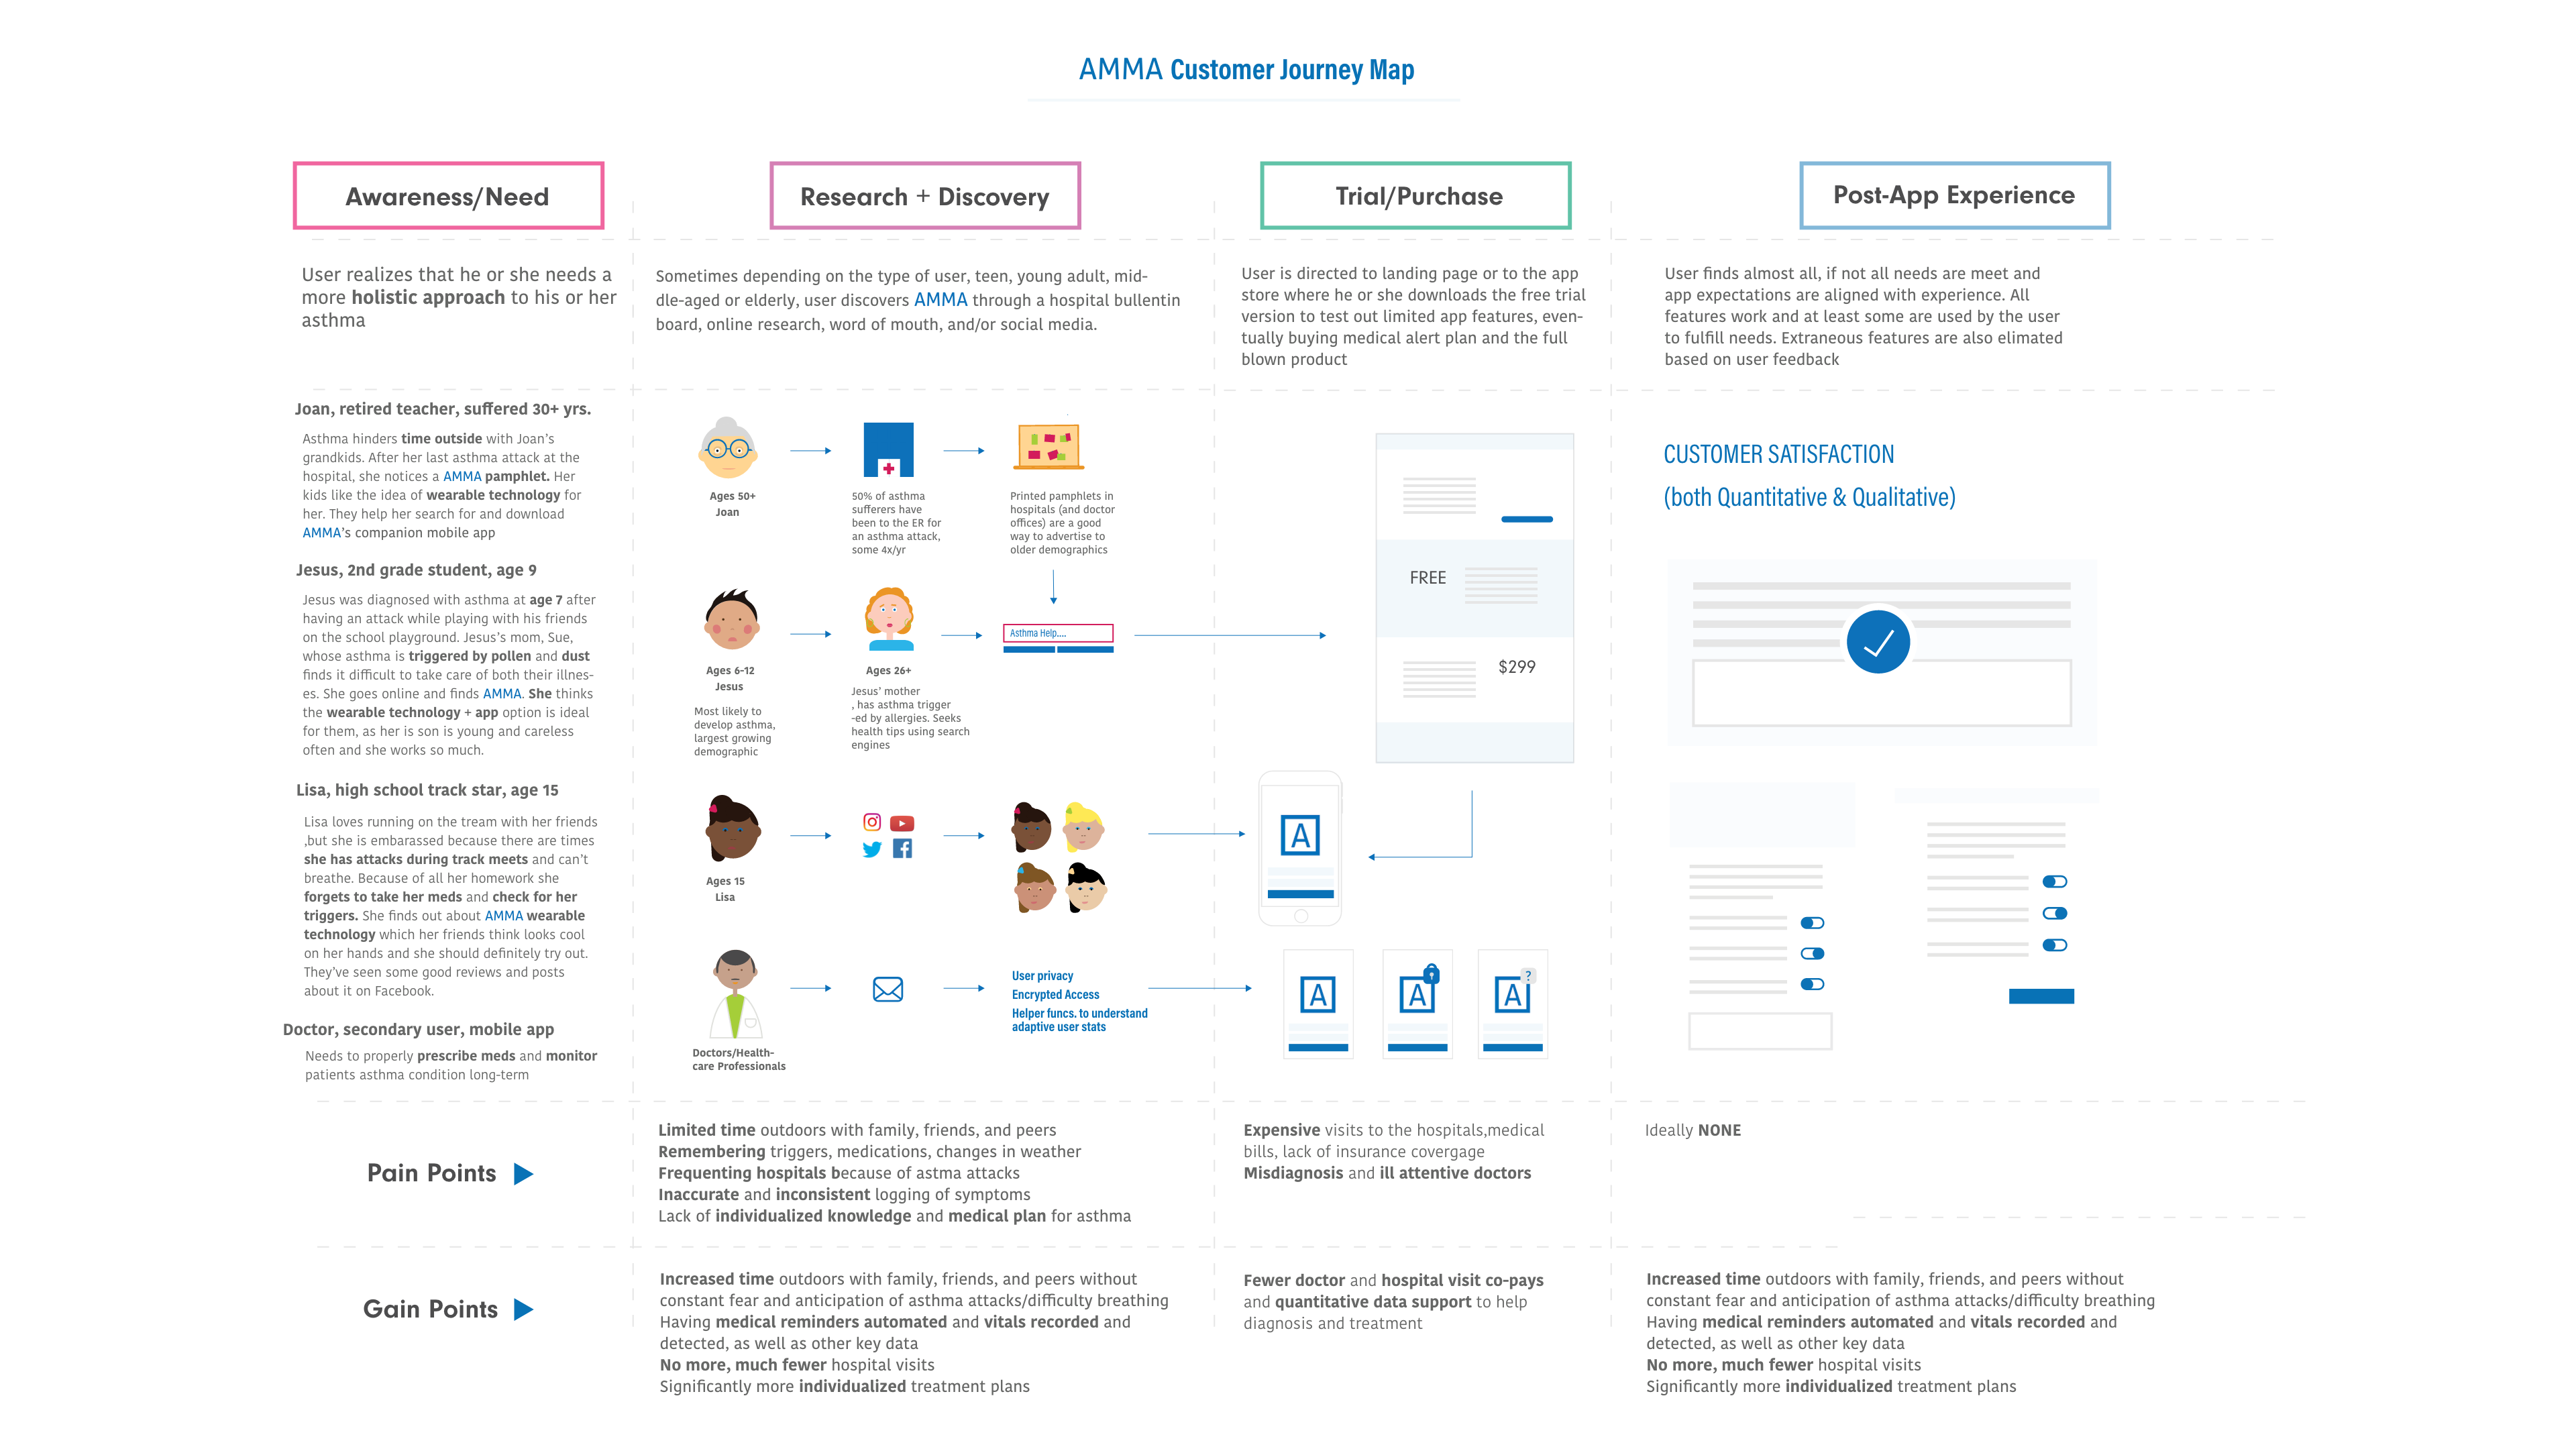 AMMA Customer Journey Map
Awareness/Need
Research + Discovery
Trial/Purchase
Post-App Experience
User realizes that he or she needs a
more holistic approach to his or her
asthma
Sometimes depending on the type of user, teen, young adult, mid-
dle-aged or elderly, user discovers AMMA through a hospital bullentin
board, online research, word of mouth, and/or social media.
User is directed to landing page or to the app
store where he or she downloads the free trial
version to test out limited app features, even-
tually buying medical alert plan and the full
blown product
User finds almost all, if not all needs are meet and
app expectations are aligned with experience. All
features work and at least some are used by the user
to fulfill needs. Extraneous features are also elimated
based on user feedback
Joan, retired teacher, suffered 30+ yrs.
Asthma hinders time outside with Joan's
grandkids. After her last asthma attack at the
hospital, she notices a AMMA pamphlet. Her
kids like the idea of wearable technology for
her. They help her search for and download
AMMA's companion mobile app
Jesus, 2nd grade student, age 9
Jesus was diagnosed with asthma at age 7 after
having an attack while playing with his friends
on the school playground. Jesus's mom, Sue,
whose asthma is triggered by pollen and dust
finds it difficult to take care of both their illnes-
es. She goes online and finds AMMA. She thinks
the wearable technology + app option is ideal
for them, as her is son is young and careless
often and she works so much.
Lisa, high school track star, age 15
Lisa loves running on the tream with her friends
,but she is embarassed because there are times
she has attacks during track meets and can't
breathe. Because of all her homework she
forgets to take her meds and check for her
triggers. She finds out about AMMA wearable
technology which her friends think looks cool
on her hands and she should definitely try out.
They've seen some good reviews and posts
about it on Facebook.
Doctor, secondary user, mobile app
Needs to properly prescribe meds and monitor
patients asthma condition long-term
Ages 50+
Joan
50% of asthma
sufferers have
been to the ER for
an asthma attack,
some 4x/yr
Printed pamphlets in
hospitals (and doctor
offices) are a good
way to advertise to
older demographics
Ages 6-12
Jesus
Most likely to
develop asthma,
largest growing
demographic
Ages 26+
Jesus' mother
, has asthma trigger
-ed by allergies. Seeks
health tips using search
engines
Asthma Help....
Ages 15
Lisa
Doctors/Health-
care Professionals
User privacy
Encrypted Access
Helper funcs. to understand
adaptive user stats
FREE
$299
A
A
A
A
?
CUSTOMER SATISFACTION
(both Quantitative & Qualitative)
Pain Points
Limited time outdoors with family, friends, and peers
Remembering triggers, medications, changes in weather
Frequenting hospitals because of astma attacks
Inaccurate and inconsistent logging of symptoms
Lack of individualized knowledge and medical plan for asthma
Expensive visits to the hospitals,medical
bills, lack of insurance covergage
Misdiagnosis and ill attentive doctors
Ideally NONE
Gain Points
Increased time outdoors with family, friends, and peers without
constant fear and anticipation of asthma attacks/difficulty breathing
Having medical reminders automated and vitals recorded and
detected, as well as other key data
No more, much fewer hospital visits
Significantly more individualized treatment plans
Fewer doctor and hospital visit co-pays
and quantitative data support to help
diagnosis and treatment
Increased time outdoors with family, friends, and peers without
constant fear and anticipation of asthma attacks/difficulty breathing
Having medical reminders automated and vitals recorded and
detected, as well as other key data
No more, much fewer hospital visits
Significantly more individualized treatment plans